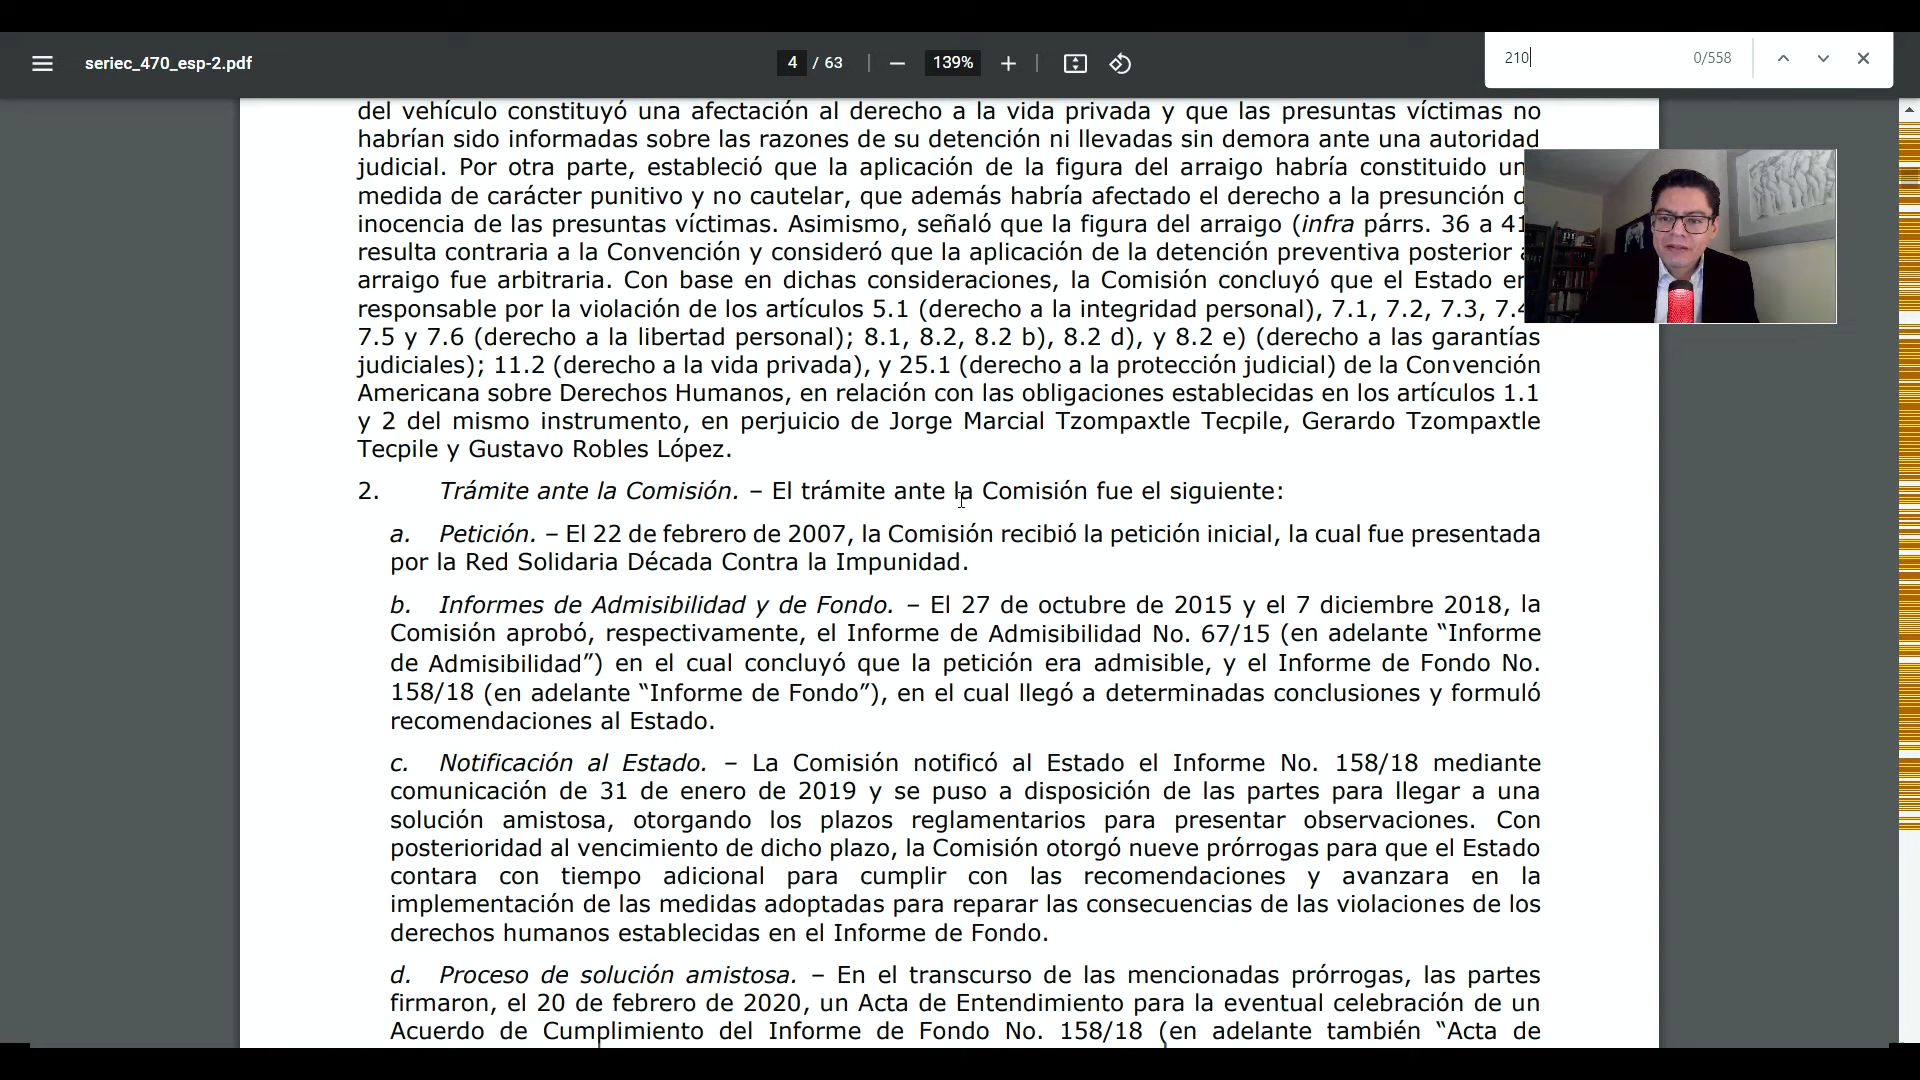 seriec_470_esp-2.pdf
4 / 63
139%
210
0/558
del vehículo constituyó una afectación al derecho a la vida privada y que las presuntas víctimas no
habrían sido informadas sobre las razones de su detención ni llevadas sin demora ante una autoridad
judicial. Por otra parte, estableció que la aplicación de la figura del arraigo habría constituido un
medida de carácter punitivo y no cautelar, que además habría afectado el derecho a la presunción d
inocencia de las presuntas víctimas. Asimismo, señaló que la figura del arraigo (infra párrs. 36 a 41
resulta contraria a la Convención y consideró que la aplicación de la detención preventiva posterior
arraigo fue arbitraria. Con base en dichas consideraciones, la Comisión concluyó que el Estado er
responsable por la violación de los artículos 5.1 (derecho a la integridad personal), 7.1, 7.2, 7.3, 7.4
7.5 y 7.6 (derecho a la libertad personal); 8.1, 8.2, 8.2 b), 8.2 d), y 8.2 e) (derecho a las garantías
judiciales); 11.2 (derecho a la vida privada), y 25.1 (derecho a la protección judicial) de la Convención
Americana sobre Derechos Humanos, en relación con las obligaciones establecidas en los artículos 1.1
y 2 del mismo instrumento, en perjuicio de Jorge Marcial Tzompaxtle Tecpile, Gerardo Tzompaxtle
Tecpile y Gustavo Robles López.
2. Trámite ante la Comisión. – El trámite ante la Comisión fue el siguiente:
a. Petición. – El 22 de febrero de 2007, la Comisión recibió la petición inicial, la cual fue presentada
por la Red Solidaria Década Contra la Impunidad.
b. Informes de Admisibilidad y de Fondo. – El 27 de octubre de 2015 y el 7 diciembre 2018, la
Comisión aprobó, respectivamente, el Informe de Admisibilidad No. 67/15 (en adelante “Informe
de Admisibilidad”) en el cual concluyó que la petición era admisible, y el Informe de Fondo No.
158/18 (en adelante “Informe de Fondo”), en el cual llegó a determinadas conclusiones y formuló
recomendaciones al Estado.
c. Notificación al Estado. – La Comisión notificó al Estado el Informe No. 158/18 mediante
comunicación de 31 de enero de 2019 y se puso a disposición de las partes para llegar a una
solución amistosa, otorgando los plazos reglamentarios para presentar observaciones. Con
posterioridad al vencimiento de dicho plazo, la Comisión otorgó nueve prórrogas para que el Estado
contara con tiempo adicional para cumplir con las recomendaciones y avanzara en la
implementación de las medidas adoptadas para reparar las consecuencias de las violaciones de los
derechos humanos establecidas en el Informe de Fondo.
d. Proceso de solución amistosa. – En el transcurso de las mencionadas prórrogas, las partes
firmaron, el 20 de febrero de 2020, un Acta de Entendimiento para la eventual celebración de un
Acuerdo de Cumplimiento del Informe de Fondo No. 158/18 (en adelante también “Acta de